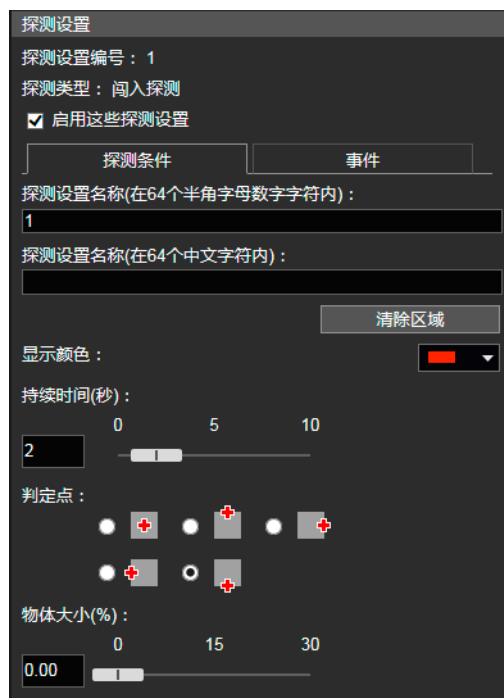 探测设置
探测设置编号： 1
探测类型： 闯入探测
启用这些探测设置
探测条件 事件
探测设置名称(在64个半角字母数字字符内)：
1
探测设置名称(在64个中文字符内)：
清除区域
显示颜色：
持续时间(秒)：
0 5 10
2
判定点：
物体大小(%)：
0 15 30
0.00